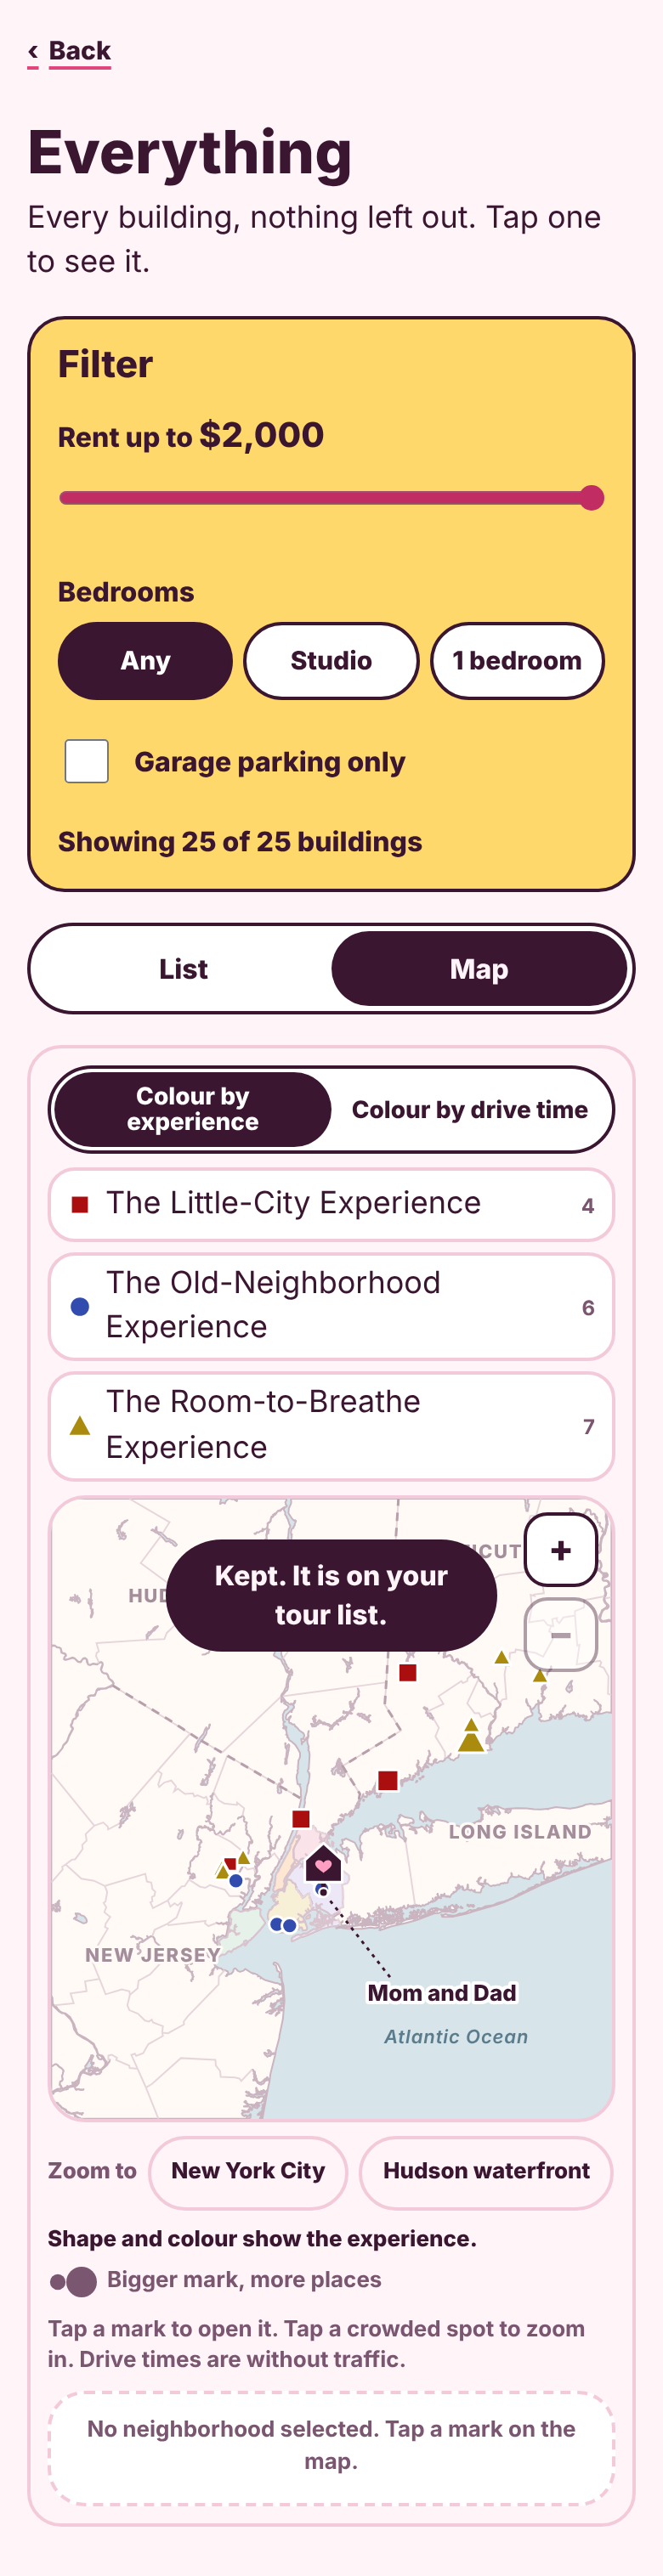 ‹ Back
Everything
Every building, nothing left out. Tap one
to see it.
Filter
Rent up to $2,000
Bedrooms
Any
Studio
1 bedroom
Garage parking only
Showing 25 of 25 buildings
List
Map
Colour by
experience
Colour by drive time
The Little-City Experience
4
The Old-Neighborhood
Experience
6
The Room-to-Breathe
Experience
7
Kept. It is on your
tour list.
+
−
LONG ISLAND
NEW JERSEY
Mom and Dad
Atlantic Ocean
Zoom to
New York City
Hudson waterfront
Shape and colour show the experience.
Bigger mark, more places
Tap a mark to open it. Tap a crowded spot to zoom
in. Drive times are without traffic.
No neighborhood selected. Tap a mark on the
map.